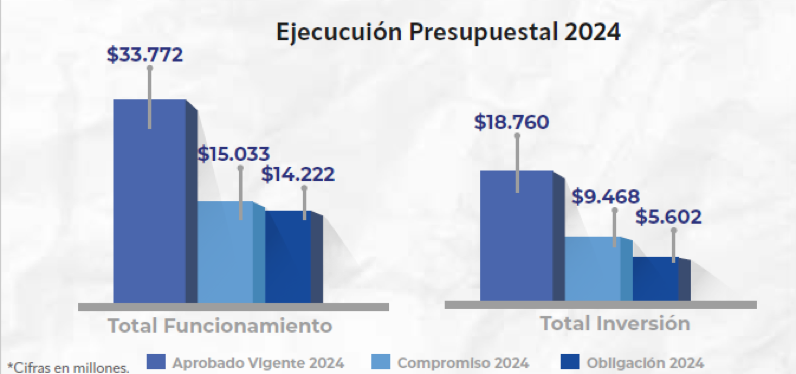 Ejecucuión Presupuestal 2024
$33.772
$15.033
$14.222
Total Funcionamiento
$18.760
$9.468
$5.602
Total Inversión
*Cifras en millones.
Aprobado Vigente 2024
Compromiso 2024
Obligación 2024